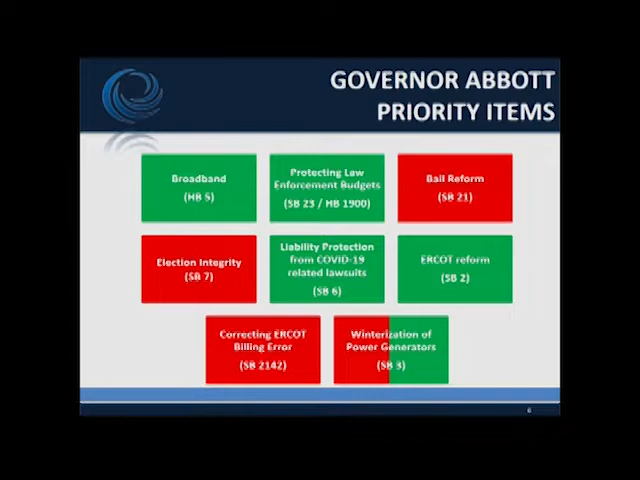 GOVERNOR ABBOTT
PRIORITY ITEMS
Broadband
(HB 5)
Protecting Law
Enforcement Budgets
(SB 23 / HB 1900)
Bail Reform
(SB 21)
Election Integrity
(SB 7)
Liability Protection
from COVID-19
related lawsuits
(SB 6)
ERCOT reform
(SB 2)
Correcting ERCOT
Billing Error
(SB 2142)
Winterization of
Power Generators
(SB 3)
6